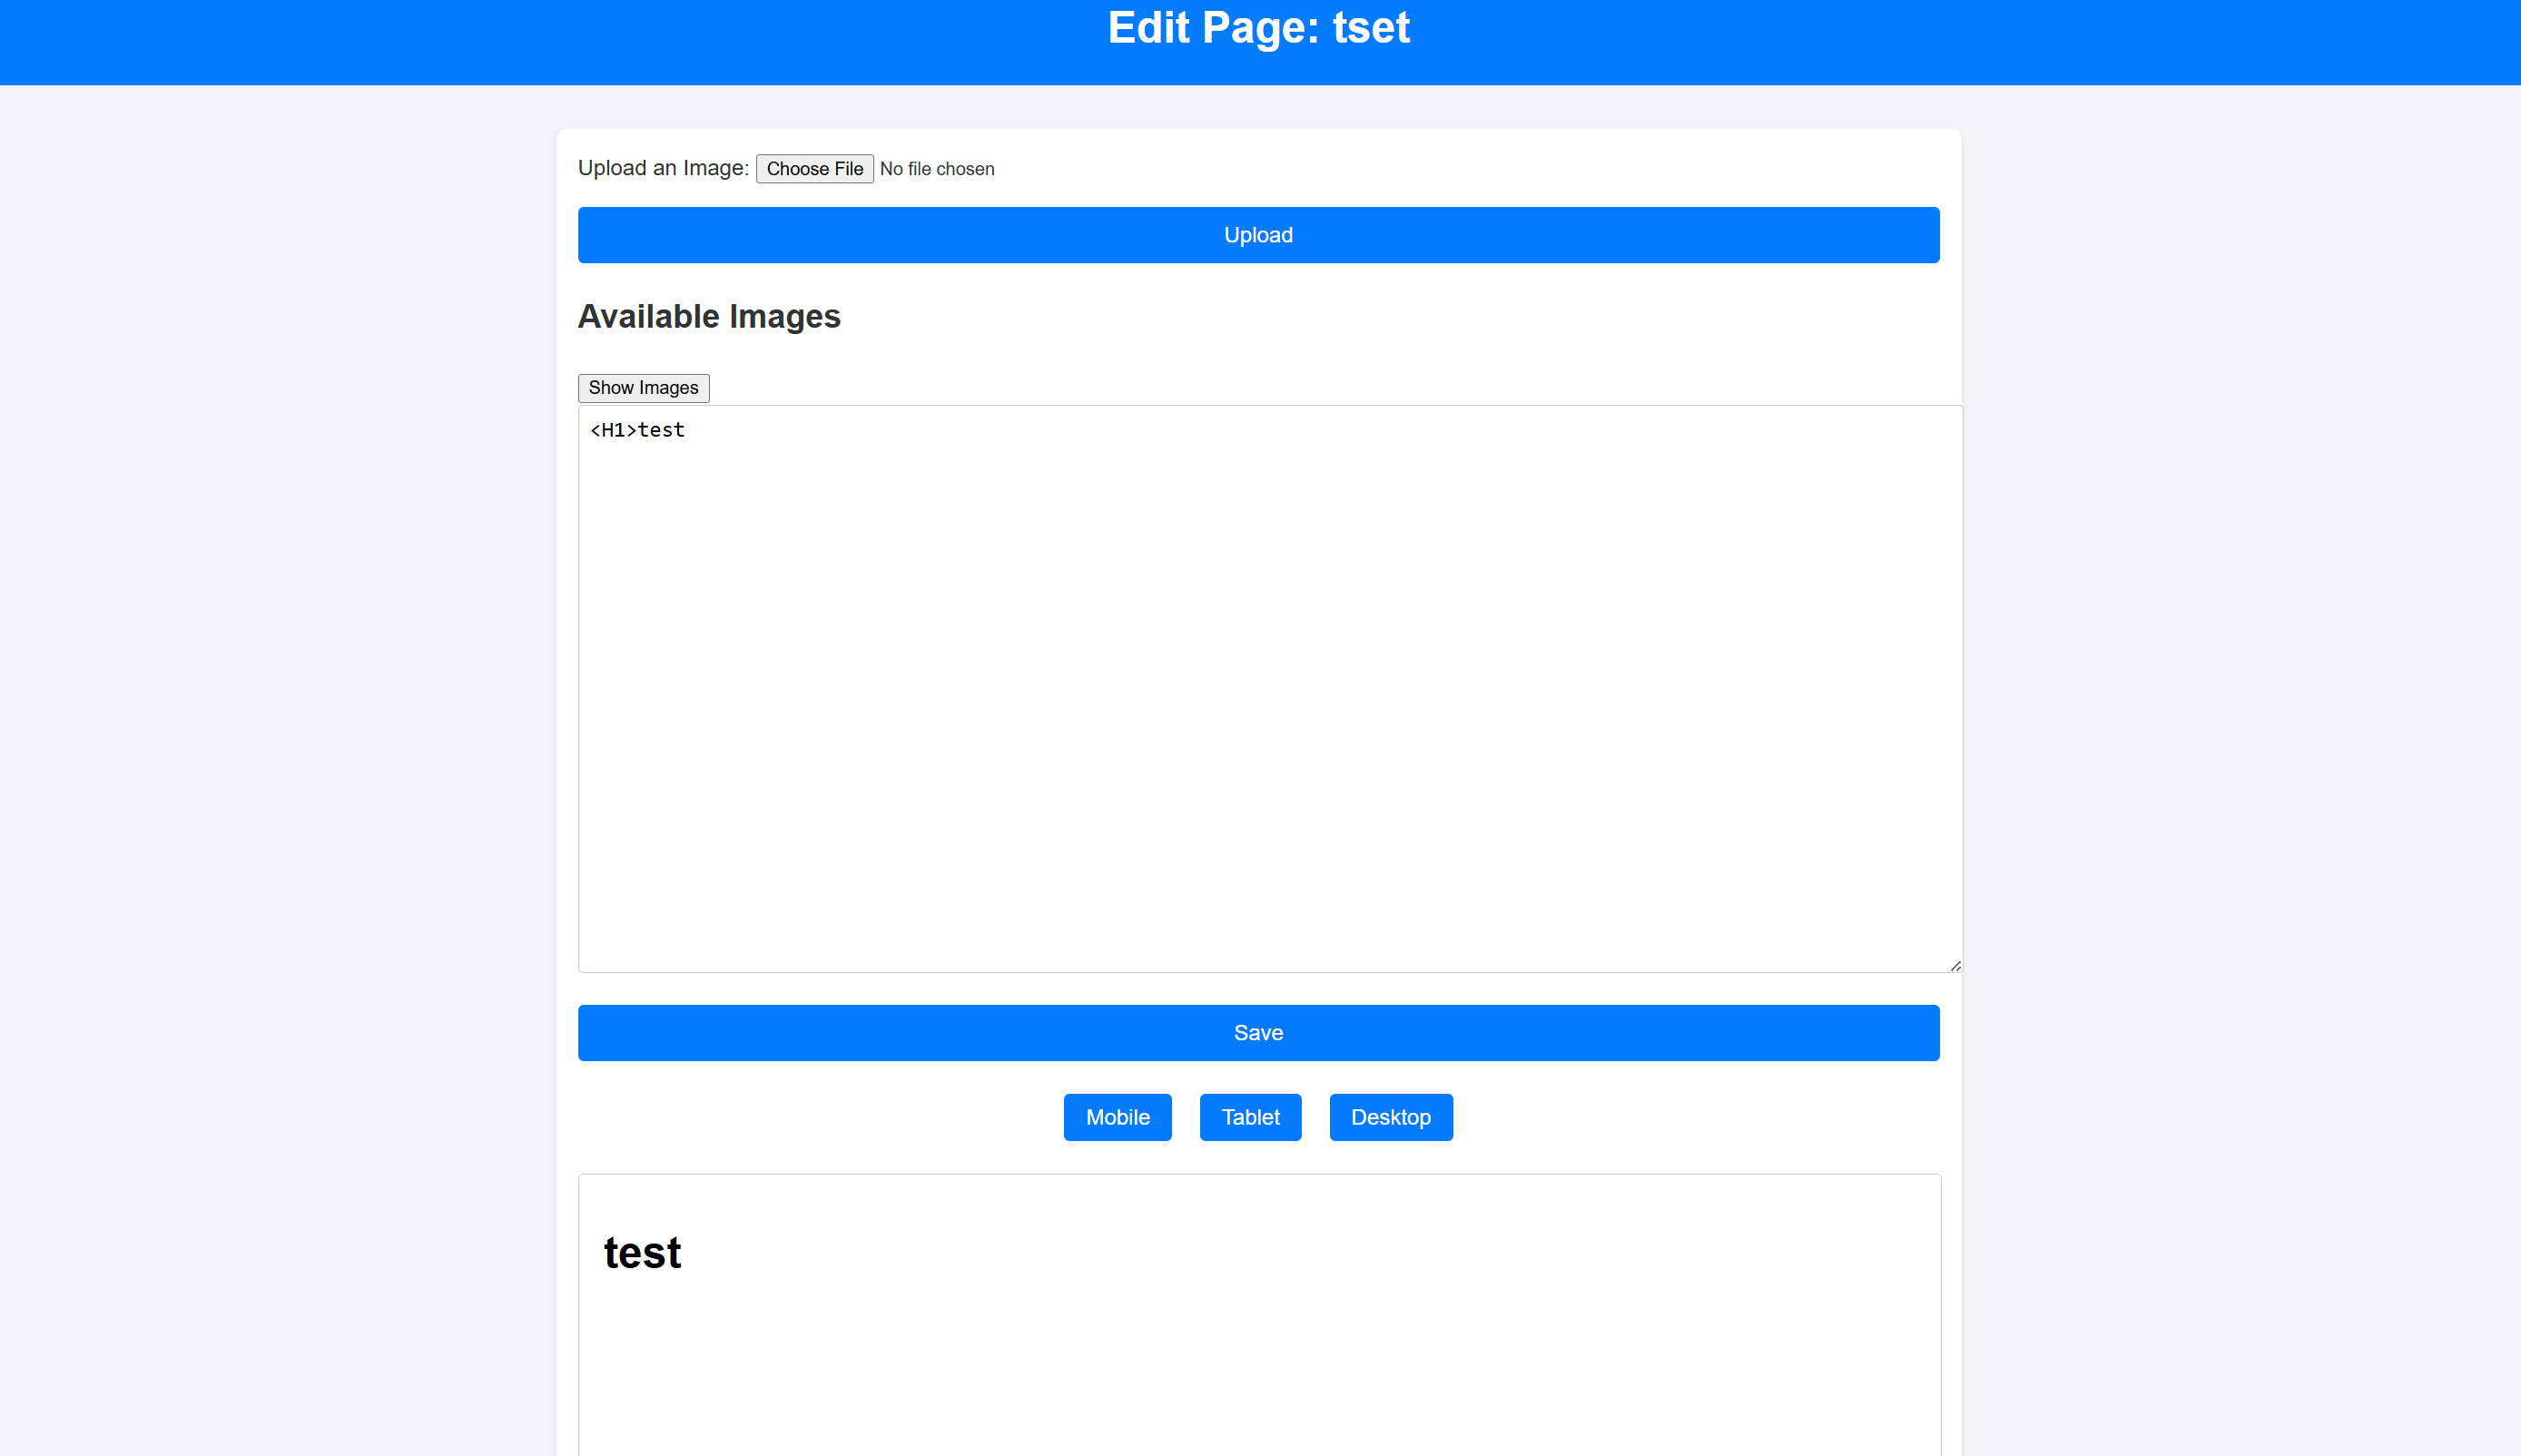 Edit Page: tset
Upload an Image: Choose File No file chosen
Upload
Available Images
Show Images
<H1>test
Save
Mobile Tablet Desktop
test